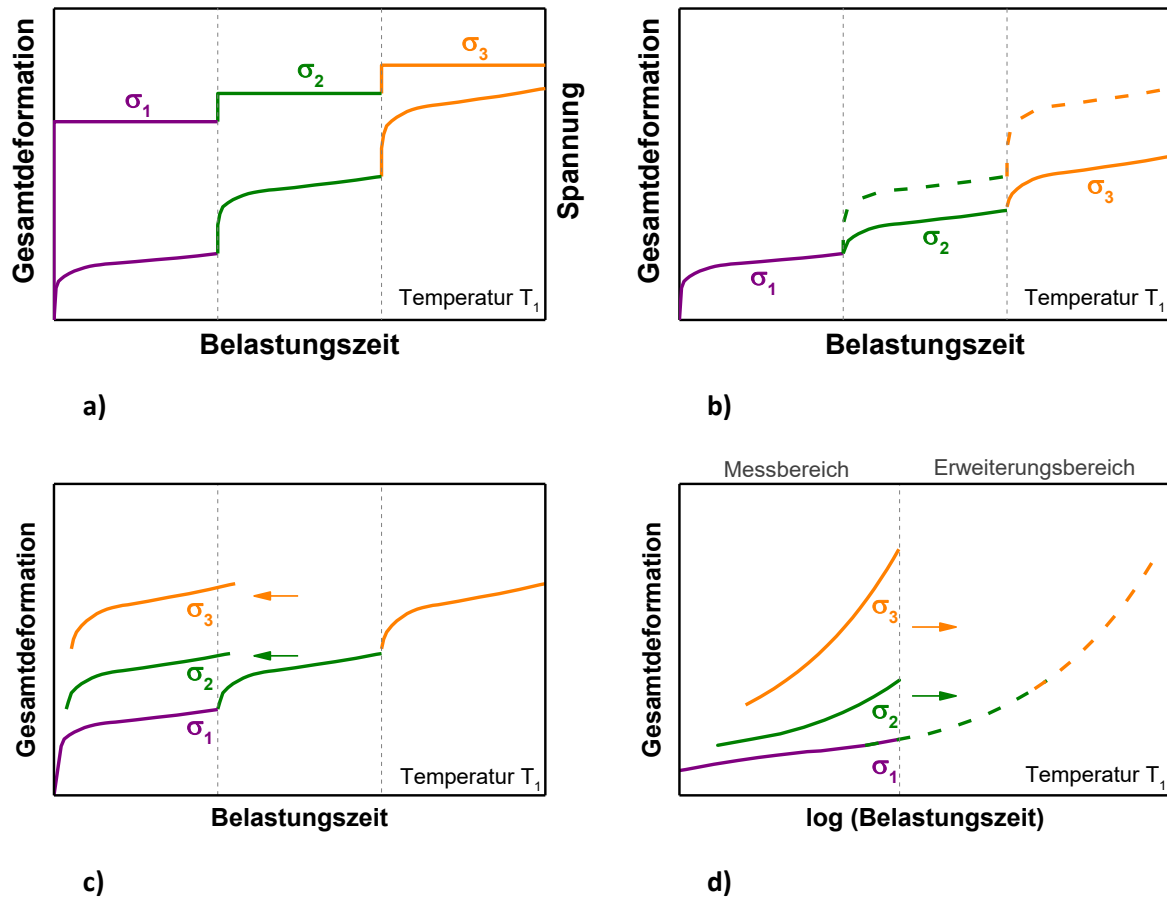 Gesamtdeformation
σ1
σ2
σ3
Spannung
Temperatur T1
Belastungszeit
a)
Gesamtdeformation
σ1
σ2
σ3
Temperatur T1
Belastungszeit
b)
Gesamtdeformation
σ3
σ2
σ1
Temperatur T1
Belastungszeit
c)
Messbereich
Erweiterungsbereich
Gesamtdeformation
σ3
σ2
σ1
Temperatur T1
log (Belastungszeit)
d)